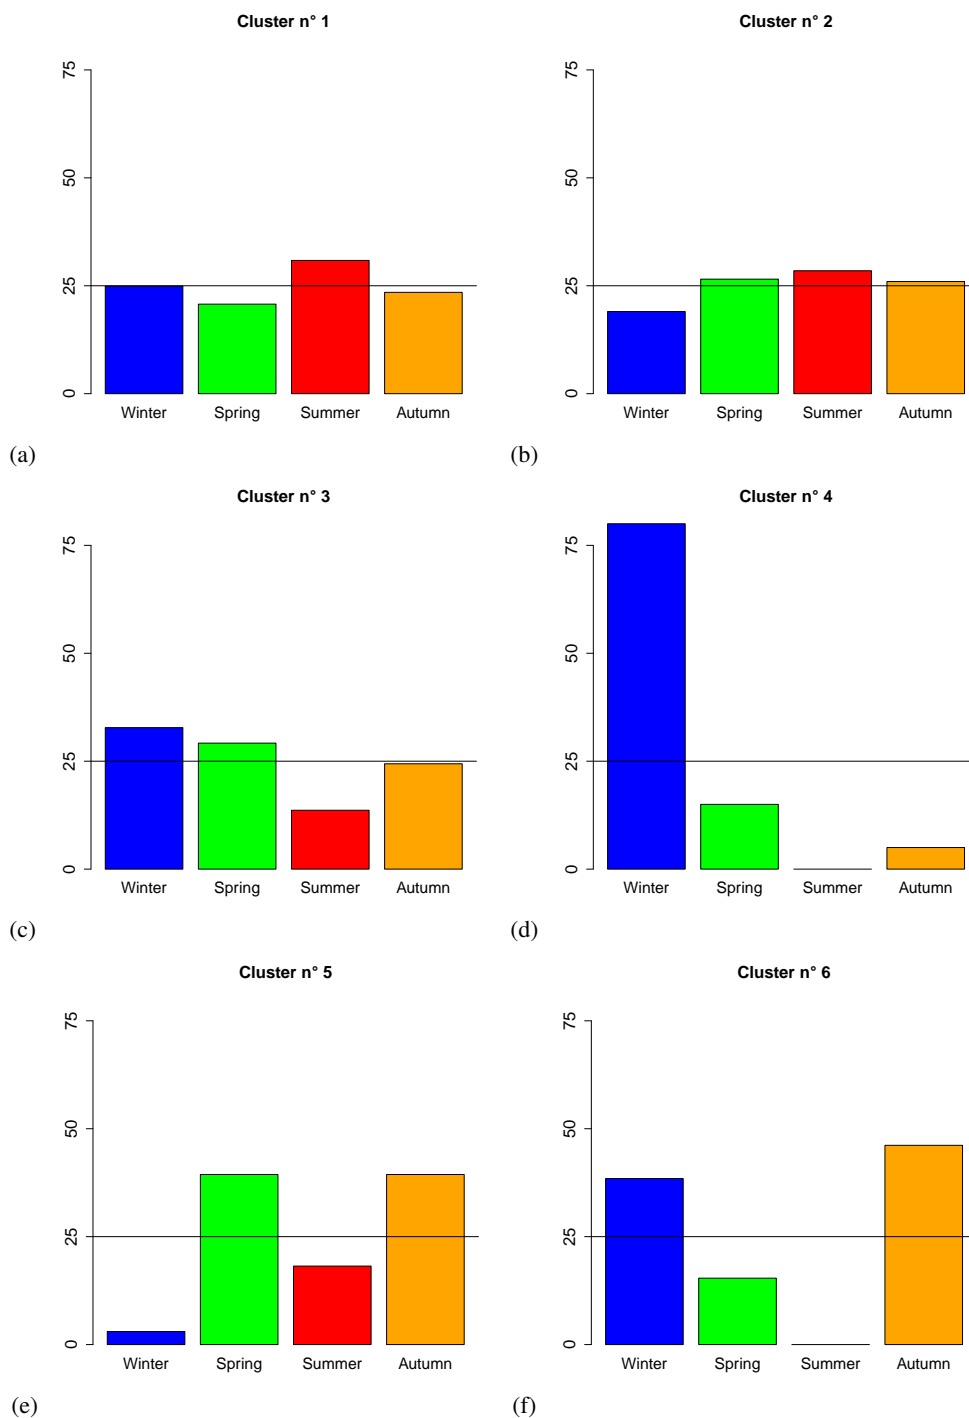 Cluster n° 1
75
50
25
0
Winter Spring Summer Autumn
(a)
Cluster n° 2
75
50
25
0
Winter Spring Summer Autumn
(b)
Cluster n° 3
75
50
25
0
Winter Spring Summer Autumn
(c)
Cluster n° 4
75
50
25
0
Winter Spring Summer Autumn
(d)
Cluster n° 5
75
50
25
0
Winter Spring Summer Autumn
(e)
Cluster n° 6
75
50
25
0
Winter Spring Summer Autumn
(f)